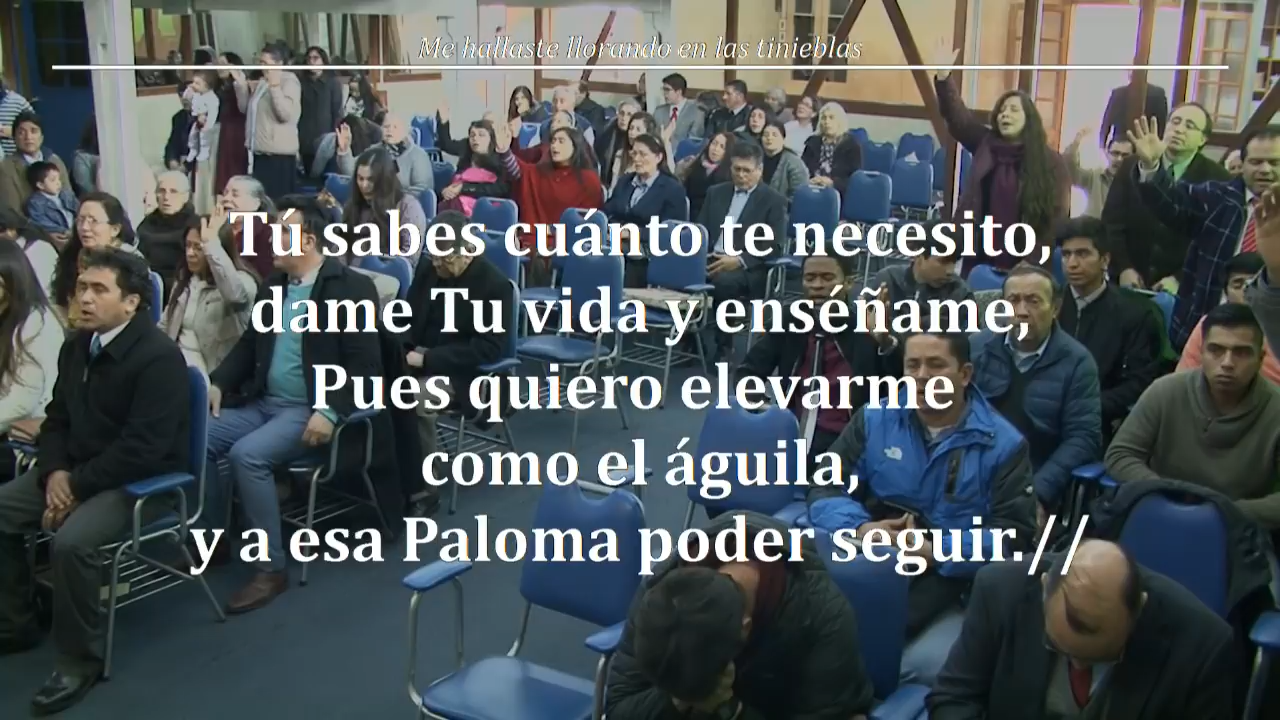 Me hallaste llorando en las tinieblas
Tú sabes cuánto te necesito,
dame Tu vida y enséñame,
Pues quiero elevarme
como el águila,
y a esa Paloma poder seguir.//